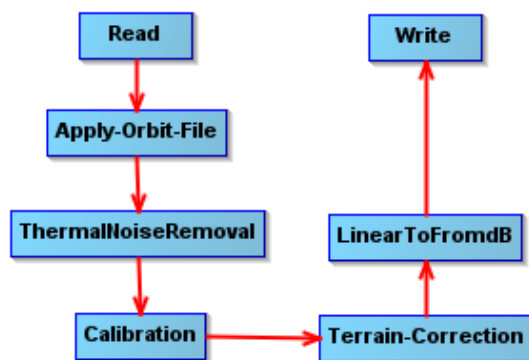 Read
Write
Apply-Orbit-File
ThermalNoiseRemoval
LinearToFromdB
Calibration
Terrain-Correction